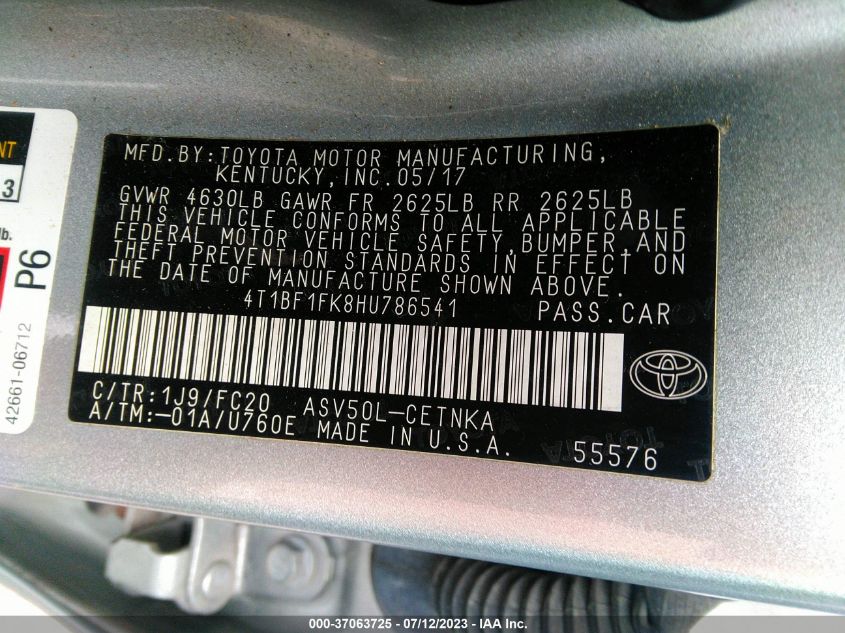 MFD.BY:TOYOTA MOTOR MANUFACTURING,
KENTUCKY,INC.05/17
GVWR 4630LB GAWR FR 2625LB RR 2625LB
THIS VEHICLE CONFORMS TO ALL APPLICABLE
FEDERAL MOTOR VEHICLE SAFETY,BUMPER,AND
THEFT PREVENTION STANDARDS IN EFFECT ON
THE DATE OF MANUFACTURE SHOWN ABOVE.
4T1BF1FK8HU786541 PASS.CAR
C/TR:1J9/FC20 ASV50L-CETNKA
A/TM:-01A/U760E MADE IN U.S.A.
55576
NT
3
lb.
P6
42661-06712
000-37063725 - 07/12/2023 - © IAA Inc.